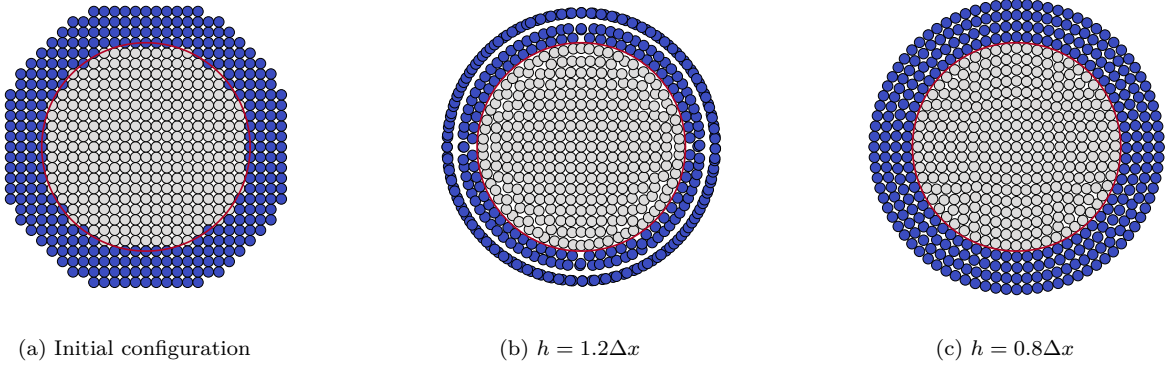 (a) Initial configuration
(b) h = 1.2Δx
(c) h = 0.8Δx